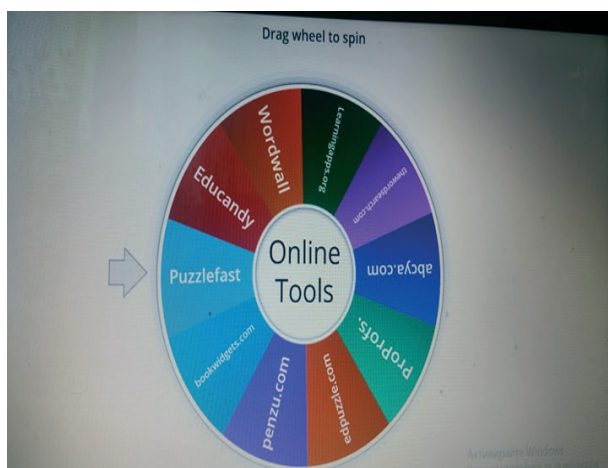 Drag wheel to spin
Wordwall
Learningapps.org
thewordsearch.com
abcya.com
ProProfs.
edpuzzle.com
penzu.com
bookwidgets.com
Puzzlefast
Educandy
Online
Tools
Активирайте Windows